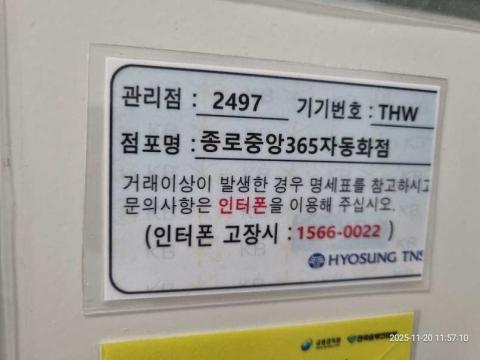 관리점 : 2497 기기번호 : THW
점포명 : 종로중앙365자동화점
거래이상이 발생한 경우 명세표를 참고하시고
문의사항은 인터폰을 이용해 주십시오.
(인터폰 고장시 : 1566-0022 )
HYOSUNG TNS
2025-11-20 11:57:10